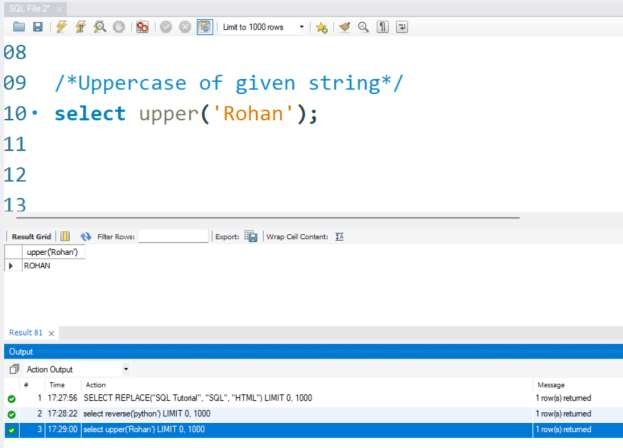 SQL File 2*
Limit to 1000 rows
08
09 /*Uppercase of given string*/
10 select upper('Rohan');
11
12
13
Result Grid Filter Rows: Export: Wrap Cell Content:
upper('Rohan')
ROHAN
Result 81
Output
Action Output
# Time Action Message
1 17:27:56 SELECT REPLACE("SQL Tutorial", "SQL", "HTML") LIMIT 0, 1000 1 row(s) returned
2 17:28:22 select reverse('python') LIMIT 0, 1000 1 row(s) returned
3 17:29:00 select upper('Rohan') LIMIT 0, 1000 1 row(s) returned